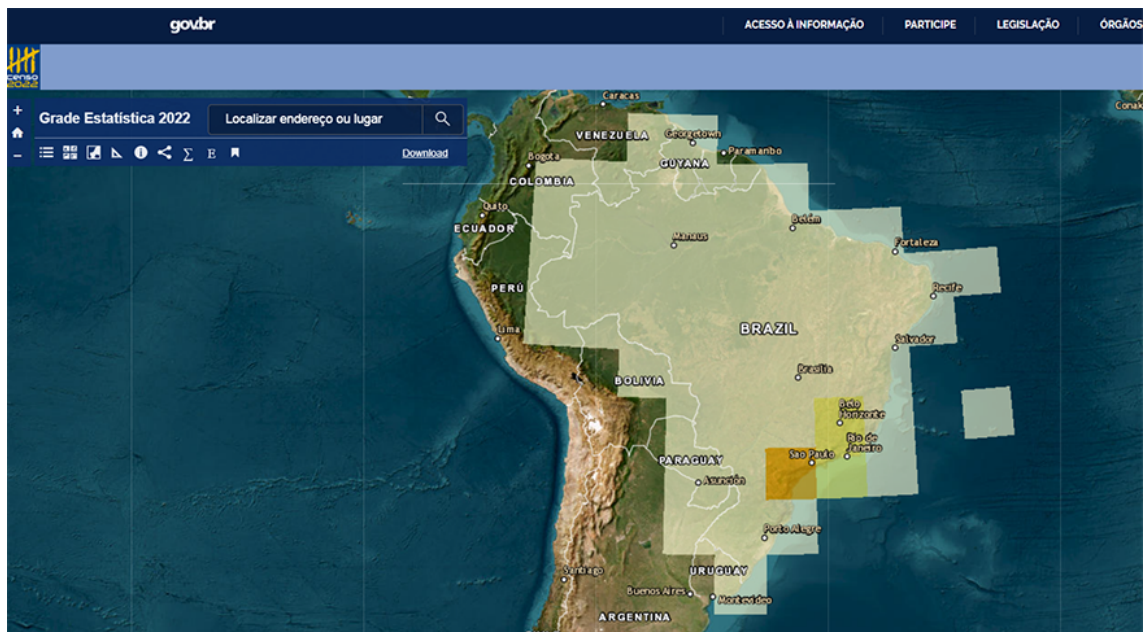 gov.br
ACESSO À INFORMAÇÃO
PARTICIPE
LEGISLAÇÃO
ÓRGÃOS
censo
2022
+
-
Grade Estatística 2022
Localizar endereço ou lugar
Σ
E
Download
Caracas
Conak
VENEZUELA
Georgetown
Paramaribo
Bogota
GUYANA
COLOMBIA
Quito
ECUADOR
Belém
Manaus
Fortaleza
PERÚ
Recife
Lima
BRAZIL
Salvador
BOLIVIA
Brasília
Belo
Horizonte
Rio de
Janeiro
Sao Paulo
PARAGUAY
Asunción
Porto Alegre
Santiago
URUGUAY
Buenos Aires
Montevideo
ARGENTINA